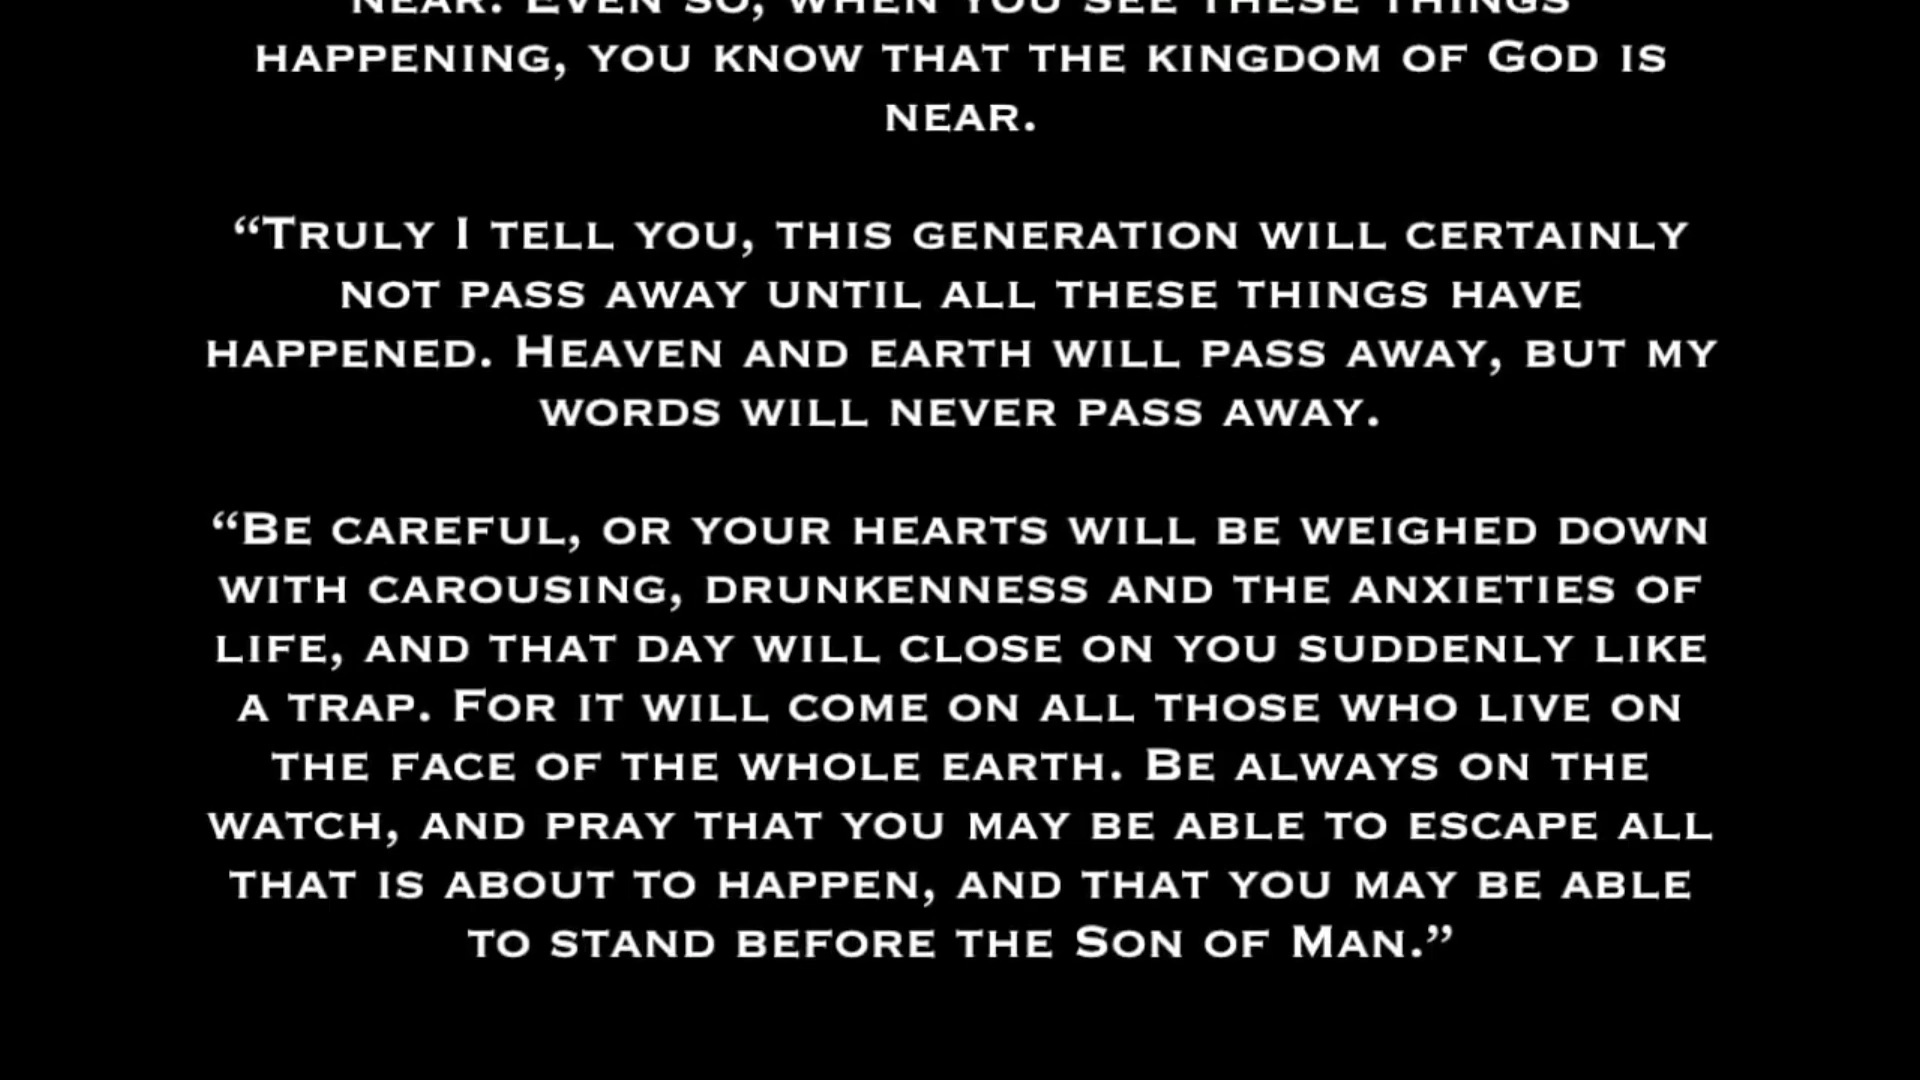 NEAR. EVEN SO, WHEN YOU SEE THESE THINGS
HAPPENING, YOU KNOW THAT THE KINGDOM OF GOD IS
NEAR.
“TRULY I TELL YOU, THIS GENERATION WILL CERTAINLY
NOT PASS AWAY UNTIL ALL THESE THINGS HAVE
HAPPENED. HEAVEN AND EARTH WILL PASS AWAY, BUT MY
WORDS WILL NEVER PASS AWAY.
“BE CAREFUL, OR YOUR HEARTS WILL BE WEIGHED DOWN
WITH CAROUSING, DRUNKENNESS AND THE ANXIETIES OF
LIFE, AND THAT DAY WILL CLOSE ON YOU SUDDENLY LIKE
A TRAP. FOR IT WILL COME ON ALL THOSE WHO LIVE ON
THE FACE OF THE WHOLE EARTH. BE ALWAYS ON THE
WATCH, AND PRAY THAT YOU MAY BE ABLE TO ESCAPE ALL
THAT IS ABOUT TO HAPPEN, AND THAT YOU MAY BE ABLE
TO STAND BEFORE THE SON OF MAN.”